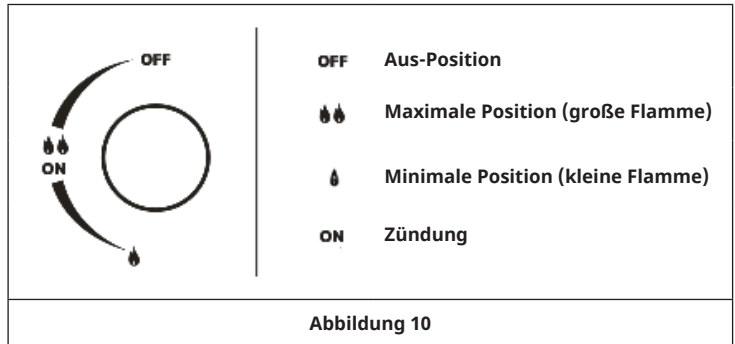 OFF
ON
OFF Aus-Position
Maximale Position (große Flamme)
Minimale Position (kleine Flamme)
ON Zündung
Abbildung 10